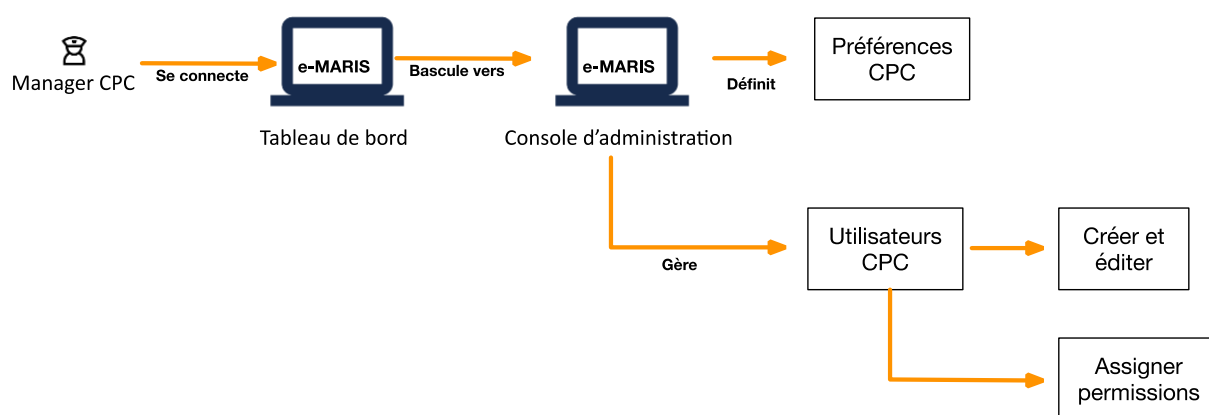 Manager CPC
Se connecte
e-MARIS
Tableau de bord
Bascule vers
e-MARIS
Console d'administration
Définit
Préférences
CPC
Gère
Utilisateurs
CPC
Créer et
éditer
Assigner
permissions